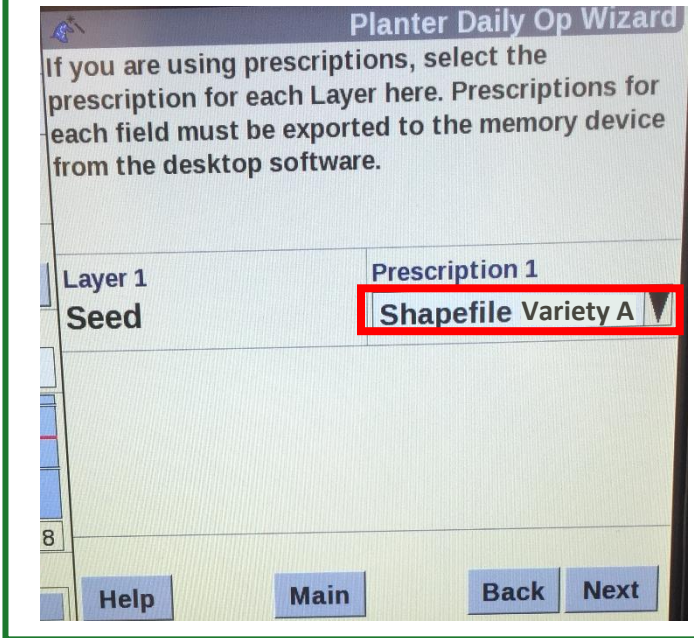 Planter Daily Op Wizard
If you are using prescriptions, select the
prescription for each Layer here. Prescriptions for
each field must be exported to the memory device
from the desktop software.
Layer 1
Prescription 1
Seed
Shapefile Variety A
8
Help
Main
Back
Next